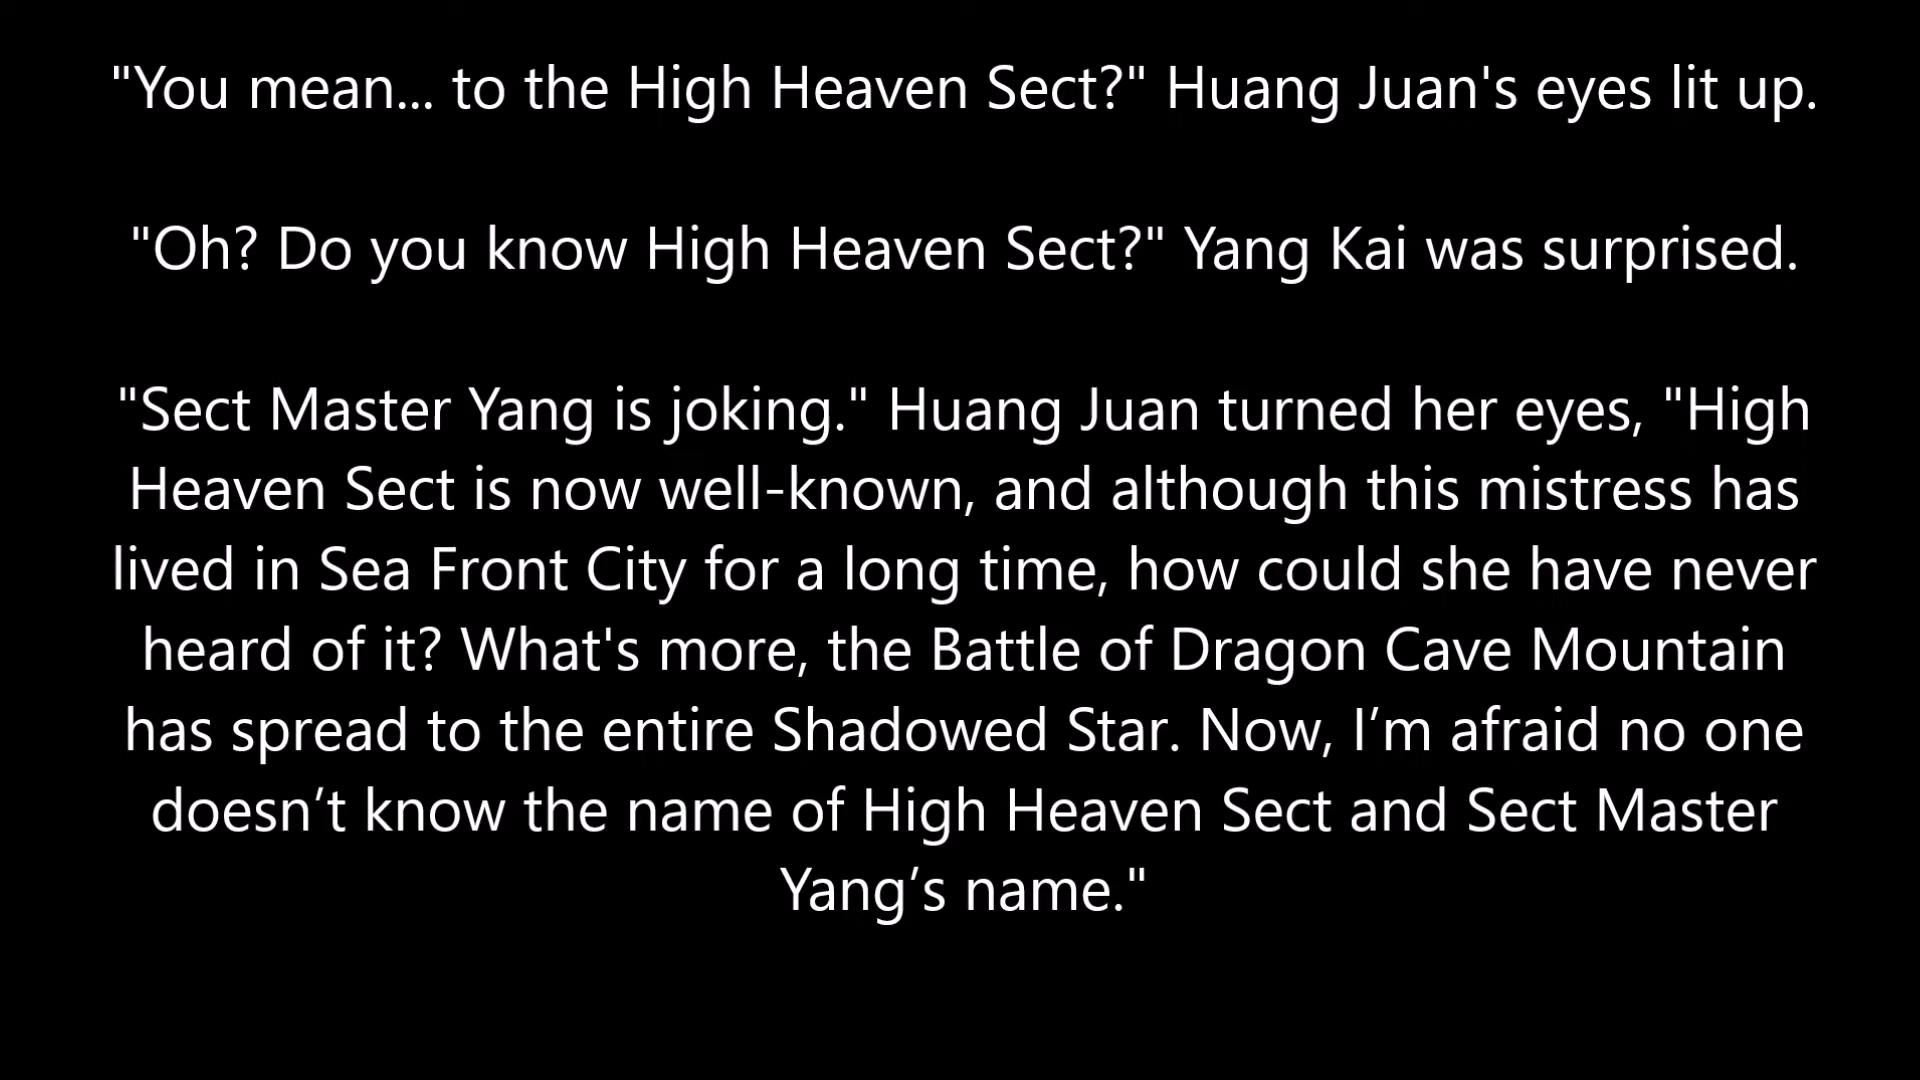 "You mean... to the High Heaven Sect?" Huang Juan's eyes lit up.
"Oh? Do you know High Heaven Sect?" Yang Kai was surprised.
"Sect Master Yang is joking." Huang Juan turned her eyes, "High
Heaven Sect is now well-known, and although this mistress has
lived in Sea Front City for a long time, how could she have never
heard of it? What's more, the Battle of Dragon Cave Mountain
has spread to the entire Shadowed Star. Now, I’m afraid no one
doesn’t know the name of High Heaven Sect and Sect Master
Yang’s name."